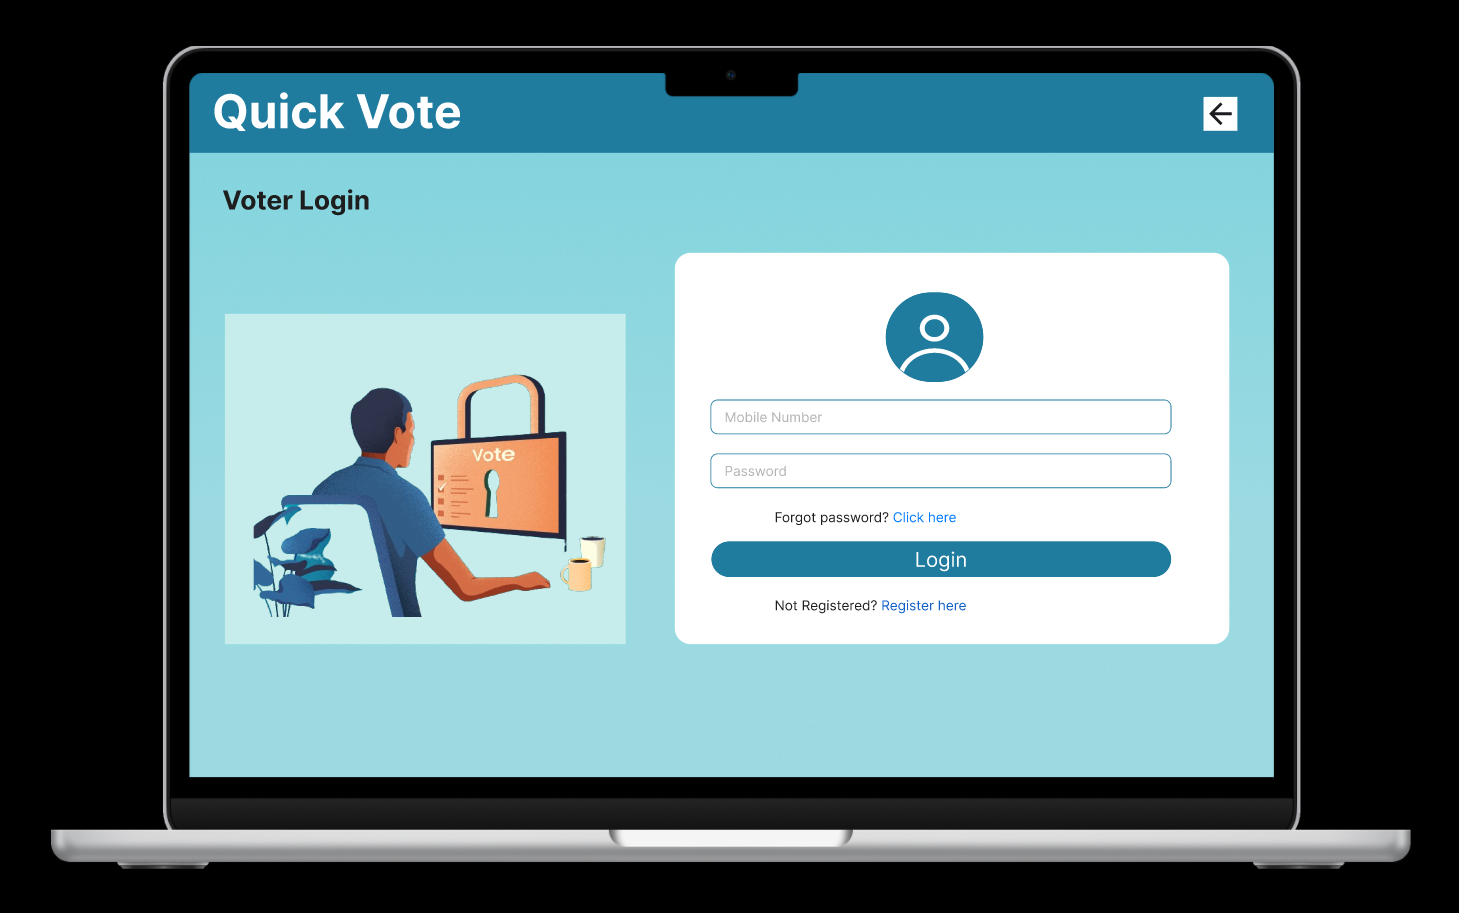 Quick Vote
Voter Login
Vote
Mobile Number
Password
Forgot password? Click here
Login
Not Registered? Register here